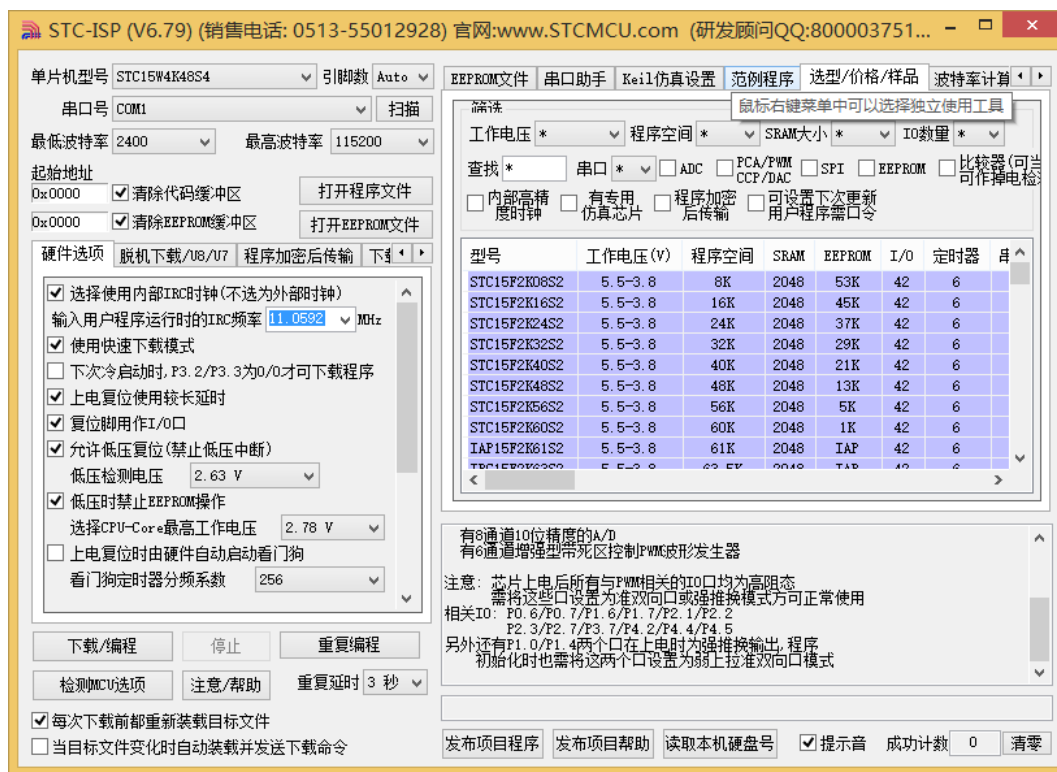 STC-ISP (V6.79) (销售电话: 0513-55012928) 官网:www.STCMCU.com (研发顾问QQ:800003751...
单片机型号 STC15W4K48S4 引脚数 Auto
串口号 COM1 扫描
最低波特率 2400 最高波特率 115200
起始地址
0x0000 清除代码缓冲区 打开程序文件
0x0000 清除EEPROM缓冲区 打开EEPROM文件
硬件选项 脱机下载/U8/U7 程序加密后传输
选择使用内部IRC时钟(不选为外部时钟)
输入用户程序运行时的IRC频率 11.0592 MHz
使用快速下载模式
下次冷启动时,P3.2/P3.3为0/0才可下载程序
上电复位使用较长延时
复位脚用作I/O口
允许低压复位(禁止低压中断)
低压检测电压 2.63 V
低压时禁止EEPROM操作
选择CPU-Core最高工作电压 2.78 V
上电复位时由硬件自动启动看门狗
看门狗定时器分频系数 256
下载/编程 停止 重复编程
检测MCU选项 注意/帮助 重复延时 3 秒
每次下载前都重新装载目标文件
当目标文件变化时自动装载并发送下载命令
EEPROM文件 串口助手 Keil仿真设置 范例程序 选型/价格/样品 波特率计算
鼠标右键菜单中可以选择独立使用工具
筛选
工作电压 * 程序空间 * SRAM大小 * IO数量 *
查找 * 串口 * ADC PCA/PWM CCP/DAC SPI EEPROM 比较器(可当可作掉电检
内部高精度时钟 有专用仿真芯片 程序加密后传输 可设置下次更新用户程序需口令
型号 工作电压(V) 程序空间 SRAM EEPROM I/O 定时器 串
STC15F2K08S2 5.5-3.8 8K 2048 53K 42 6
STC15F2K16S2 5.5-3.8 16K 2048 45K 42 6
STC15F2K24S2 5.5-3.8 24K 2048 37K 42 6
STC15F2K32S2 5.5-3.8 32K 2048 29K 42 6
STC15F2K40S2 5.5-3.8 40K 2048 21K 42 6
STC15F2K48S2 5.5-3.8 48K 2048 13K 42 6
STC15F2K56S2 5.5-3.8 56K 2048 5K 42 6
STC15F2K60S2 5.5-3.8 60K 2048 1K 42 6
IAP15F2K61S2 5.5-3.8 61K 2048 IAP 42 6
5.5-3.8 63.5K 2048 IAP 42 6
有8通道10位精度的A/D
有6通道增强型带死区控制PWM波形发生器
注意: 芯片上电后所有与PWM相关的IO口均为高阻态
需将这些口设置为准双向口或强推挽模式方可正常使用
相关IO: P0.6/P0.7/P1.6/P1.7/P2.1/P2.2
P2.3/P2.7/P3.7/P4.2/P4.4/P4.5
另外还有P1.0/P1.4两个口在上电时为强推挽输出,程序
初始化时也需将这两个口设置为弱上拉准双向口模式
发布项目程序 发布项目帮助 读取本机硬盘号 提示音 成功计数 0 清零